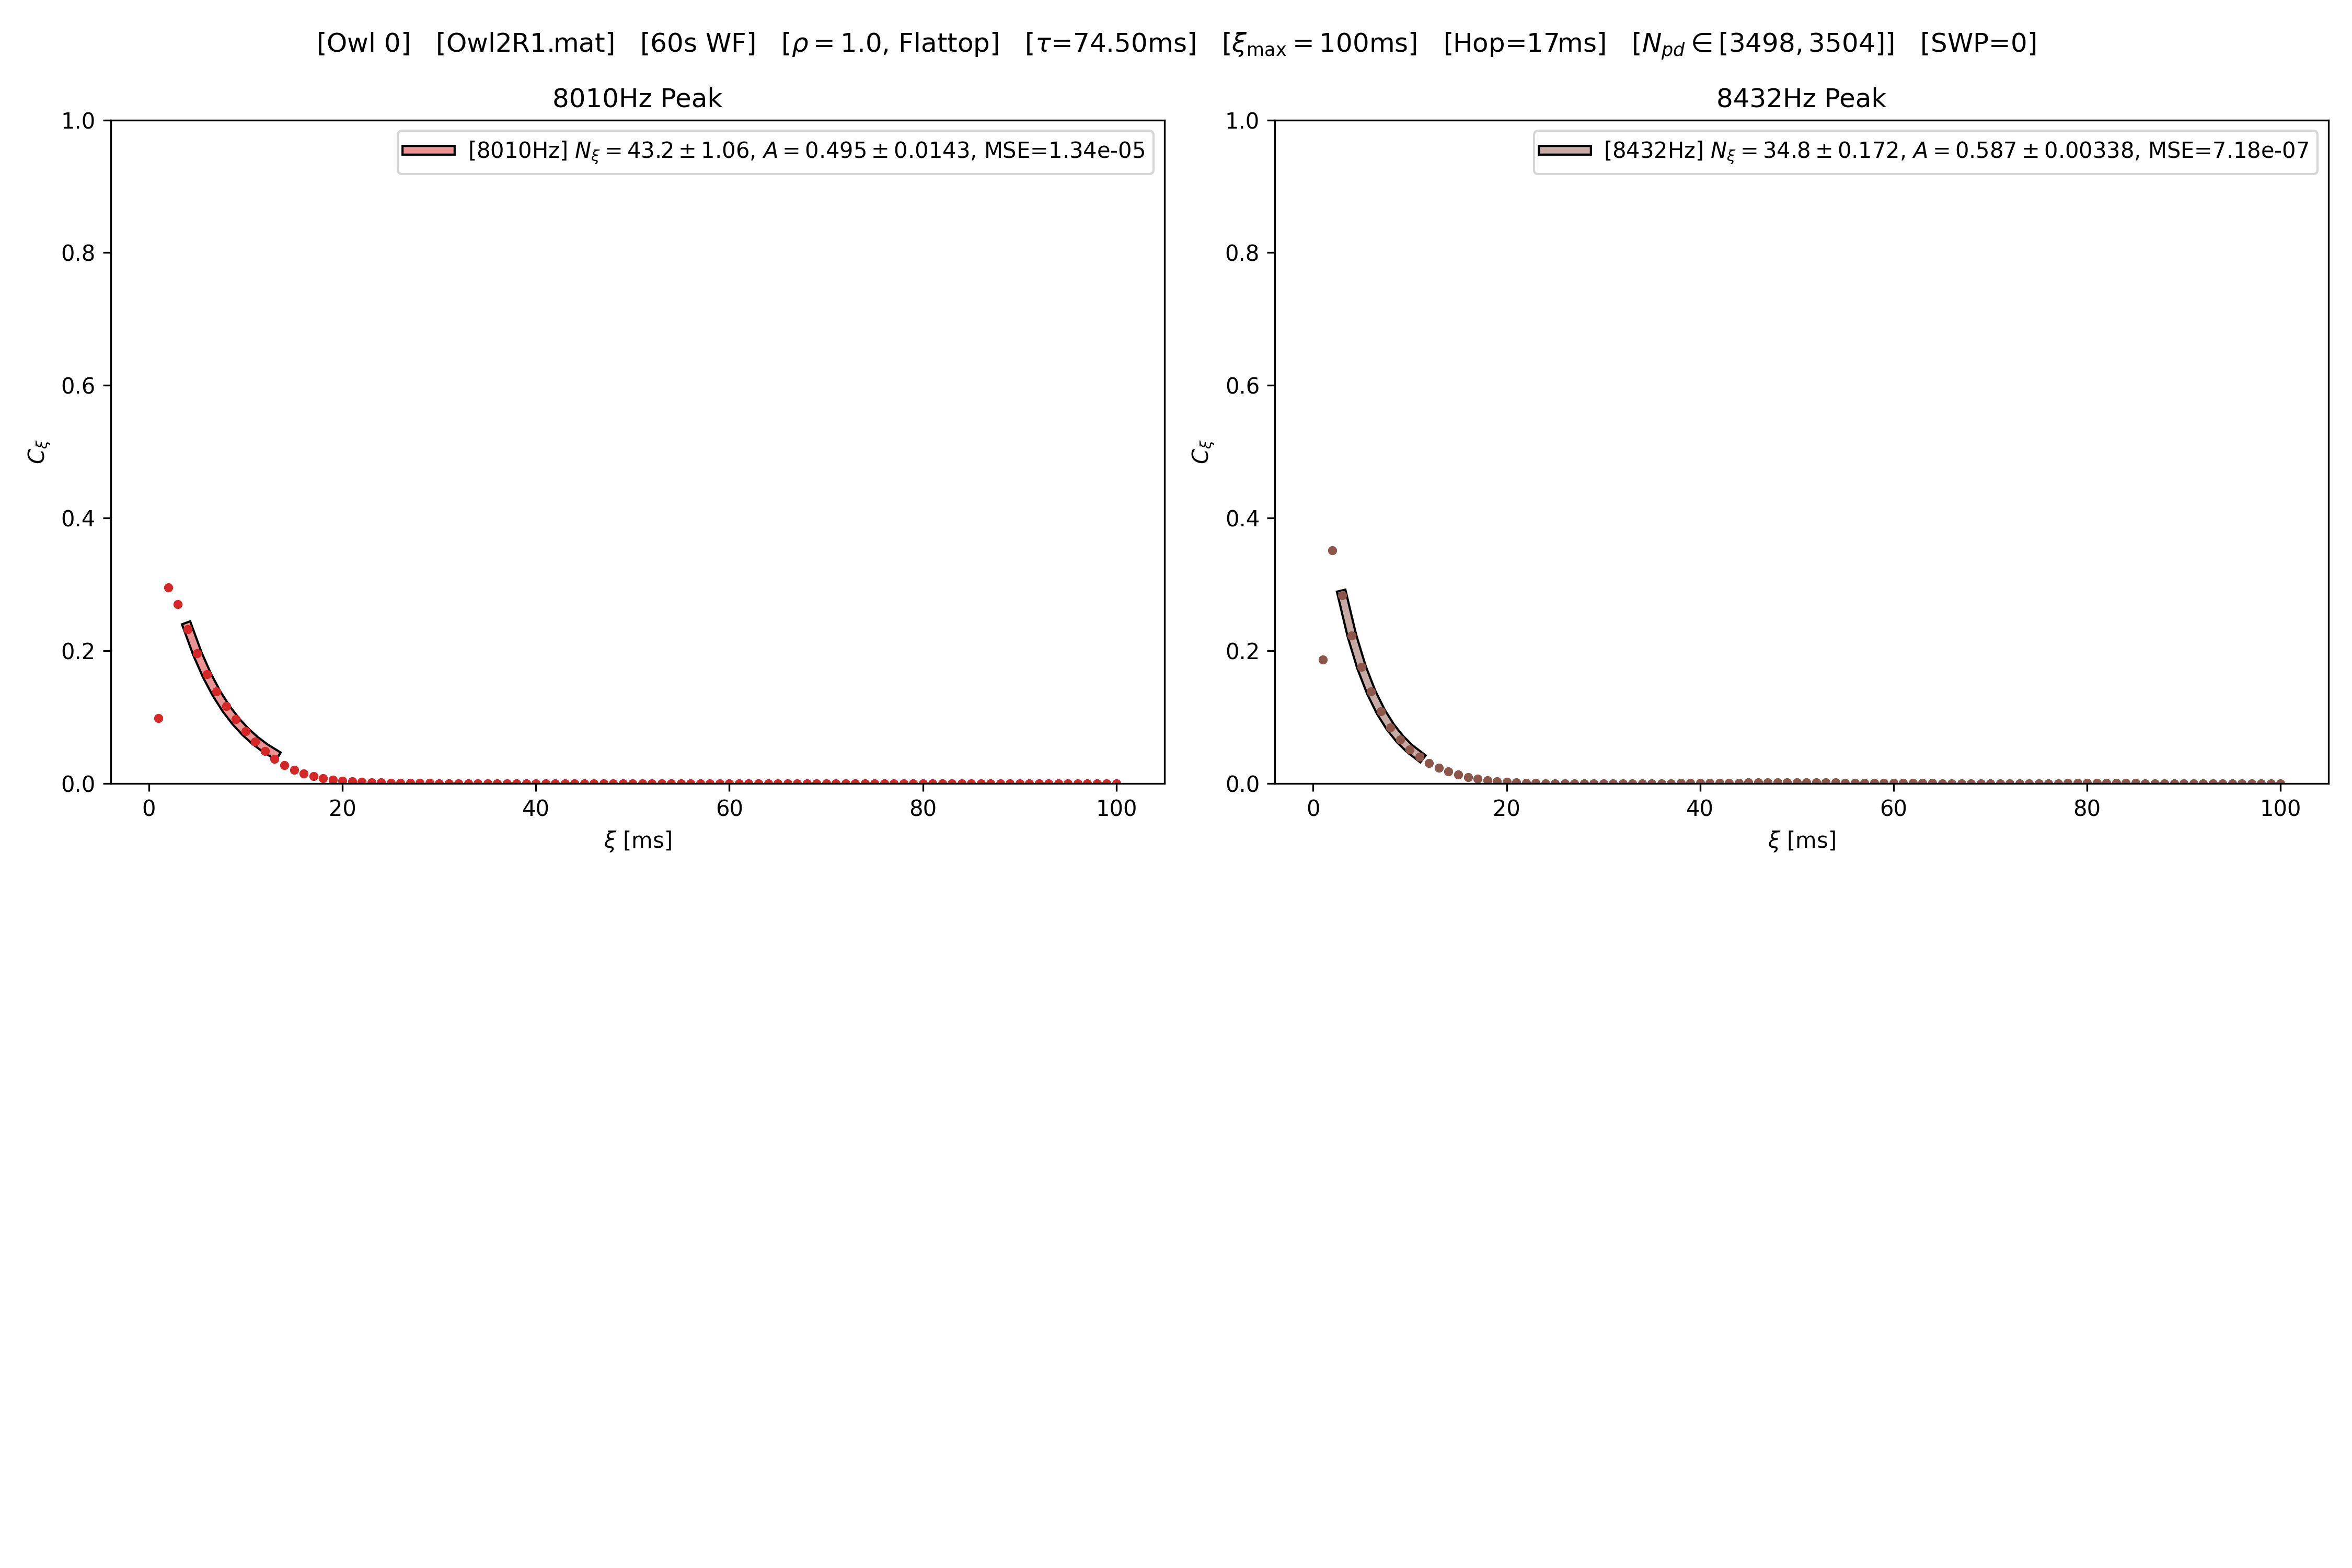 [Owl 0] [Owl2R1.mat] [60s WF] [ρ = 1.0, Flattop] [τ=74.50ms] [ξmax = 100ms] [Hop=17ms] [Npd ∈ [3498, 3504]] [SWP=0]
8010Hz Peak
[8010Hz] Nξ = 43.2 ± 1.06, A = 0.495 ± 0.0143, MSE=1.34e-05
1.0
0.8
0.6
0.4
0.2
0.0
Cξ
0 20 40 60 80 100
ξ [ms]
8432Hz Peak
[8432Hz] Nξ = 34.8 ± 0.172, A = 0.587 ± 0.00338, MSE=7.18e-07
1.0
0.8
0.6
0.4
0.2
0.0
Cξ
0 20 40 60 80 100
ξ [ms]